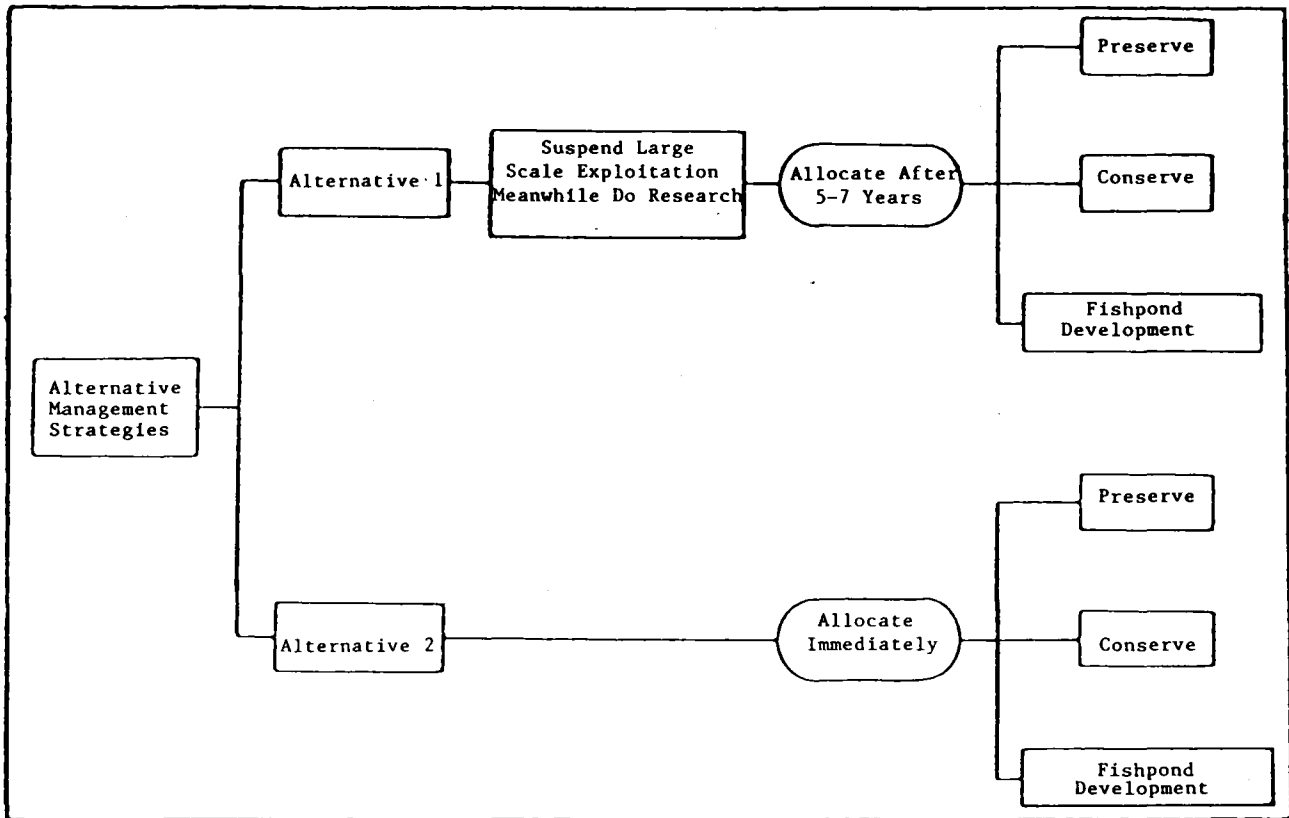 Preserve
Suspend Large
Scale Exploitation
Meanwhile Do Research
Alternative 1
Allocate After
5-7 Years
Conserve
Fishpond
Development
Alternative
Management
Strategies
Preserve
Allocate
Immediately
Alternative 2
Conserve
Fishpond
Development